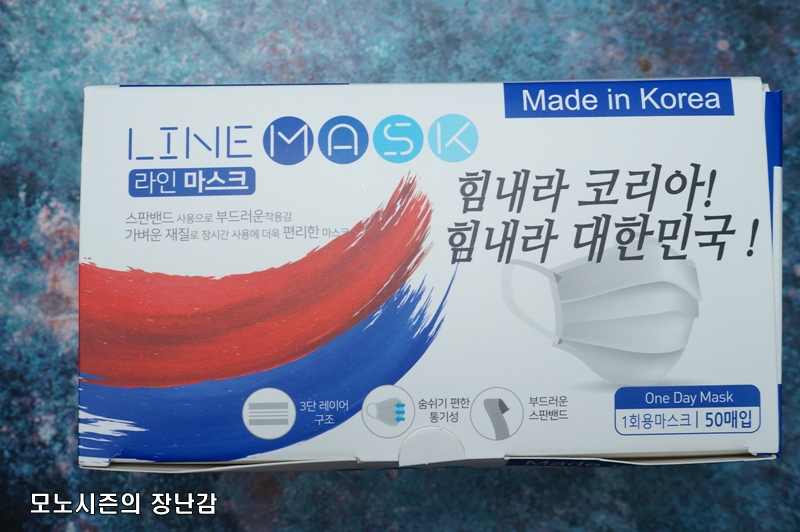 Made in Korea
LINE MASK
라인 마스크
스판밴드 사용으로 부드러운착용감
가벼운 재질로 장시간 사용에 더욱 편리한 마스크
힘내라 코리아!
힘내라 대한민국!
3단 레이어
구조
숨쉬기 편한
통기성
부드러운
스판밴드
One Day Mask
1회용마스크 | 50매입
모노시즌의 장난감